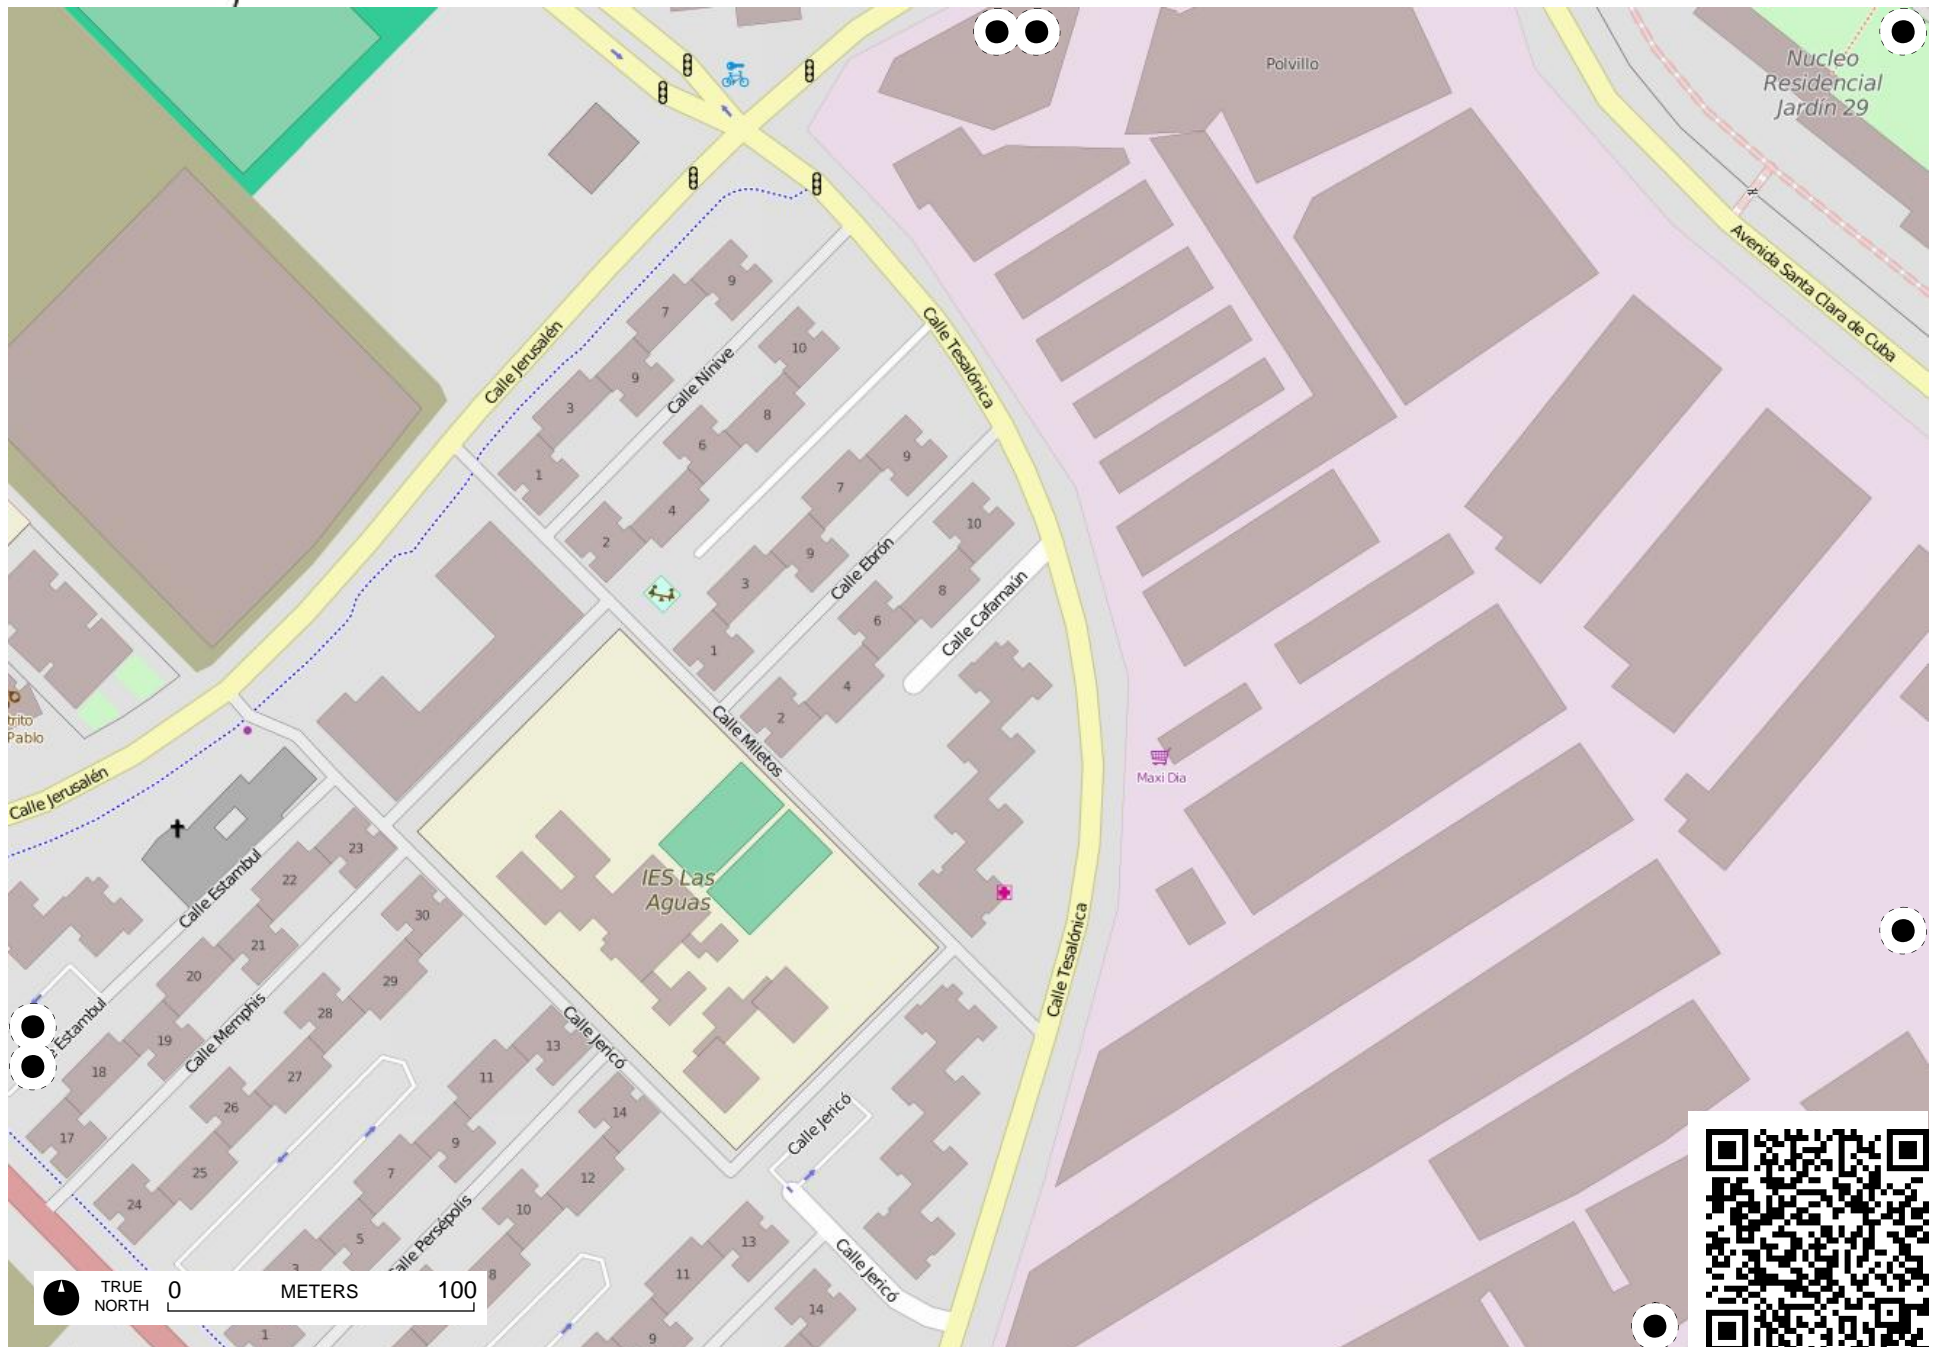 Polvillo
Nucleo
Residencial
Jardín 29
Avenida Santa Clara de Cuba
Calle Jerusalén
Calle Nínive
Calle Tesalónica
9
7
10
9
3
8
6
1
4
2
9
7
10
9
3
8
6
1
4
2
Calle Ebrón
Calle Cafarnaún
Calle Miletos
trito
Pablo
Calle Jerusalén
Maxi Dia
IES Las
Aguas
Calle Estambul
23
22
30
21
20
29
28
19
18
27
26
17
25
24
Estambul
Calle Memphis
Calle Jericó
Calle Tesalónica
13
11
14
9
7
12
10
5
3
8
1
Calle Persépolis
Calle Jericó
Calle Jericó
13
11
14
9
TRUE
NORTH
0 METERS 100